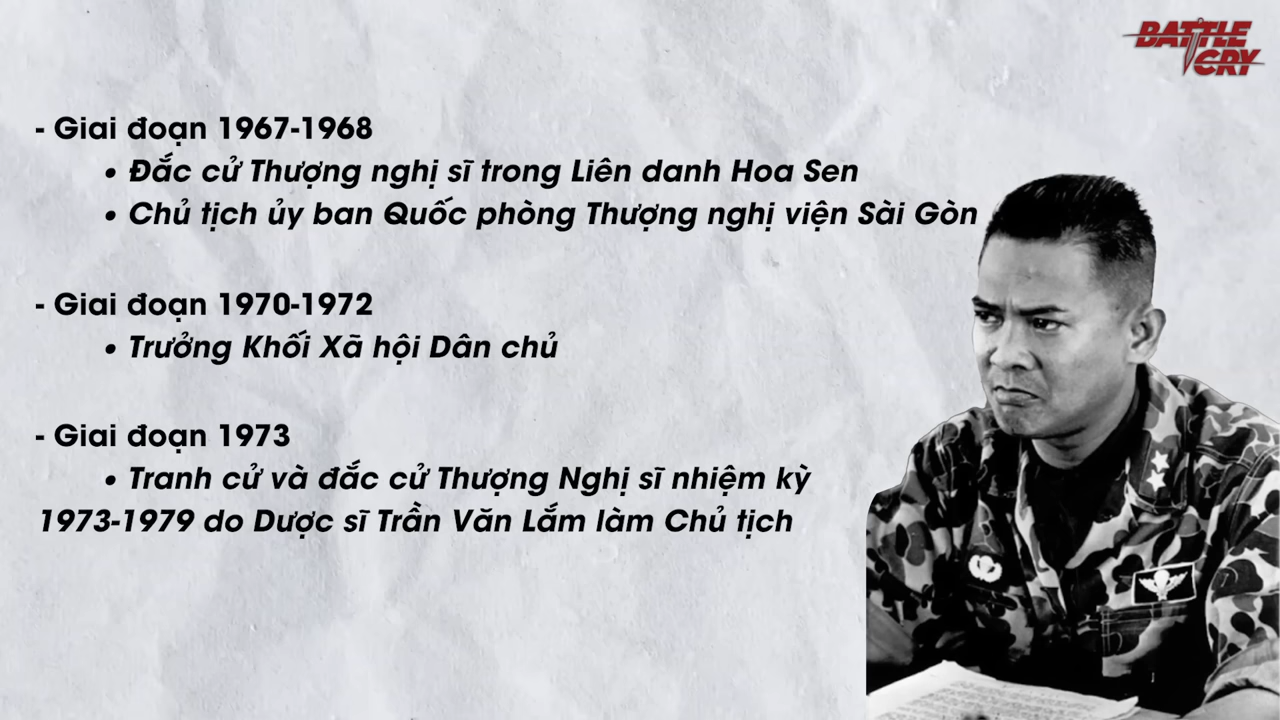 BATTLE
CRY
- Giai đoạn 1967-1968
• Đắc cử Thượng nghị sĩ trong Liên danh Hoa Sen
• Chủ tịch ủy ban Quốc phòng Thượng nghị viện Sài Gòn
- Giai đoạn 1970-1972
• Trưởng Khối Xã hội Dân chủ
- Giai đoạn 1973
• Tranh cử và đắc cử Thượng Nghị sĩ nhiệm kỳ
1973-1979 do Dược sĩ Trần Văn Lắm làm Chủ tịch